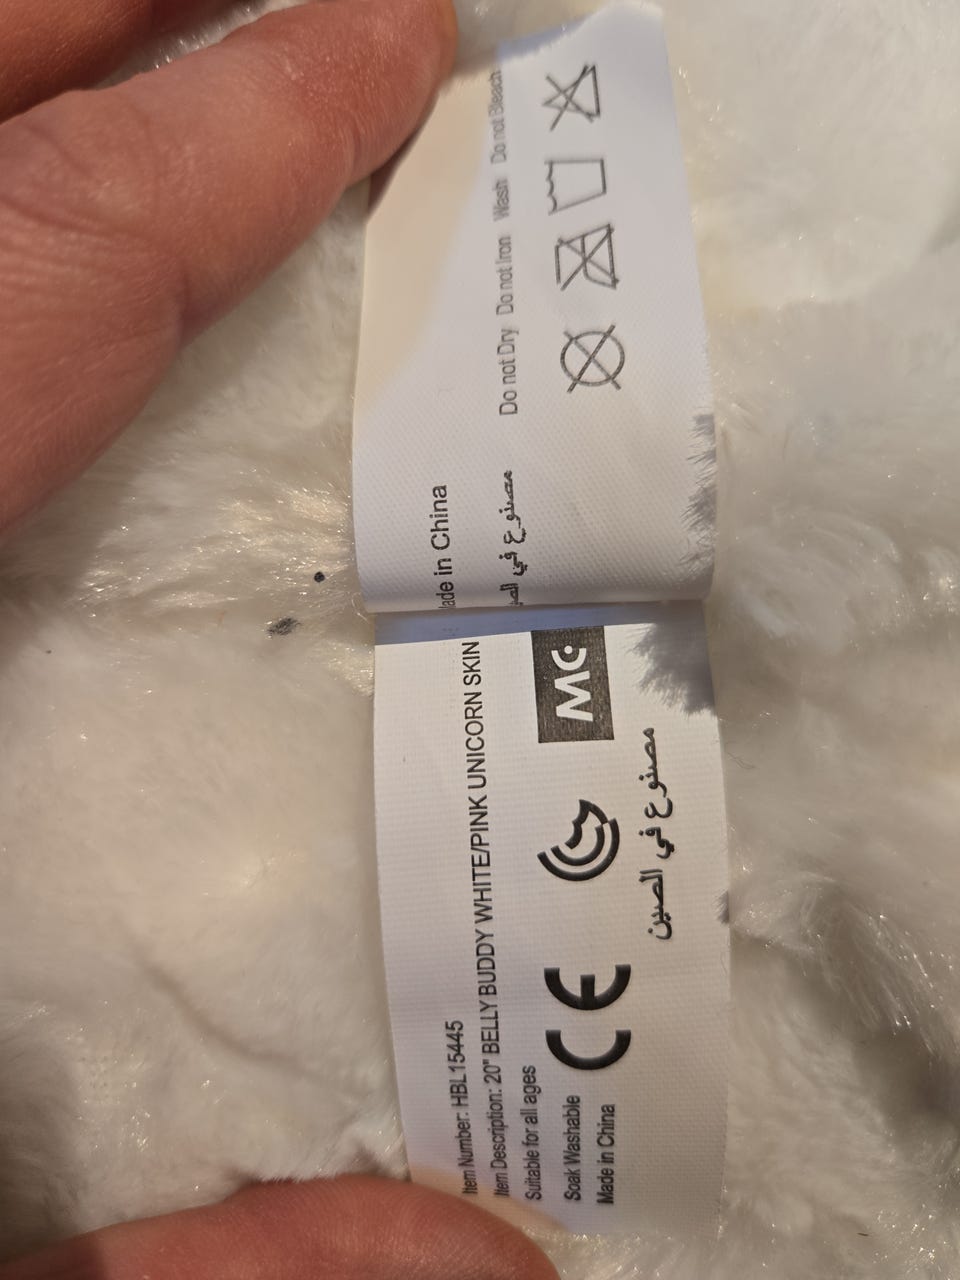 Item Number: HBL15445
Item Description: 20" BELLY BUDDY WHITE/PINK UNICORN SKIN
Suitable for all ages
Soak Washable
Made in China
CE
مصنوع في الصين
ade in China
مصنوع في الص
Do not Dry Do not Iron Wash Do not Bleach